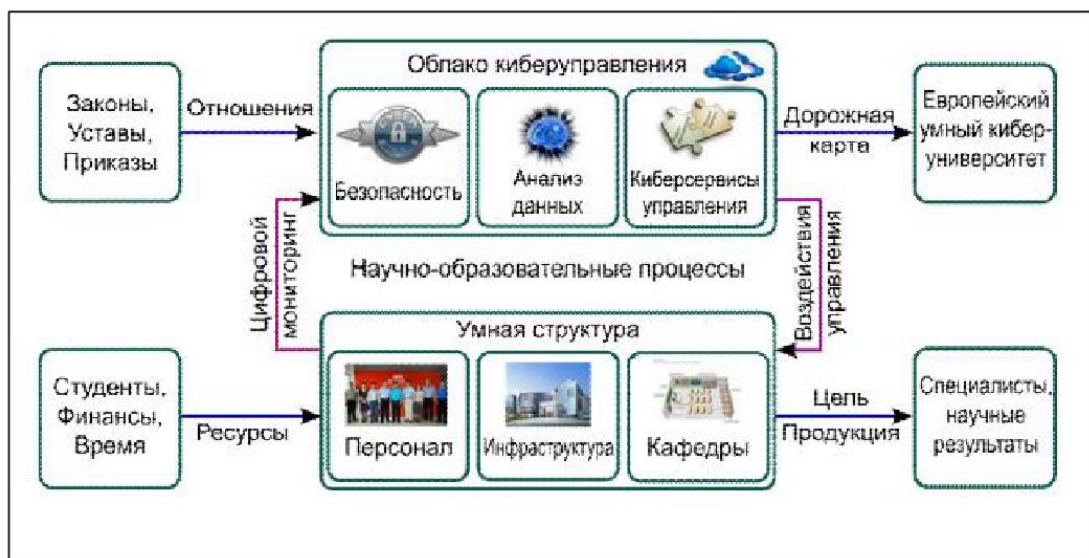 Облако киберуправления
Законы,
Уставы,
Приказы
Отношения
Безопасность
Анализ
данных
Киберсервисы
управления
Дорожная
карта
Европейский
умный кибер-
университет
Цифровой
мониторинг
Научно-образовательные процессы
Воздействия
управления
Умная структура
Студенты,
Финансы,
Время
Ресурсы
Персонал
Инфраструктура
Кафедры
Цель
Продукция
Специалисты,
научные
результаты